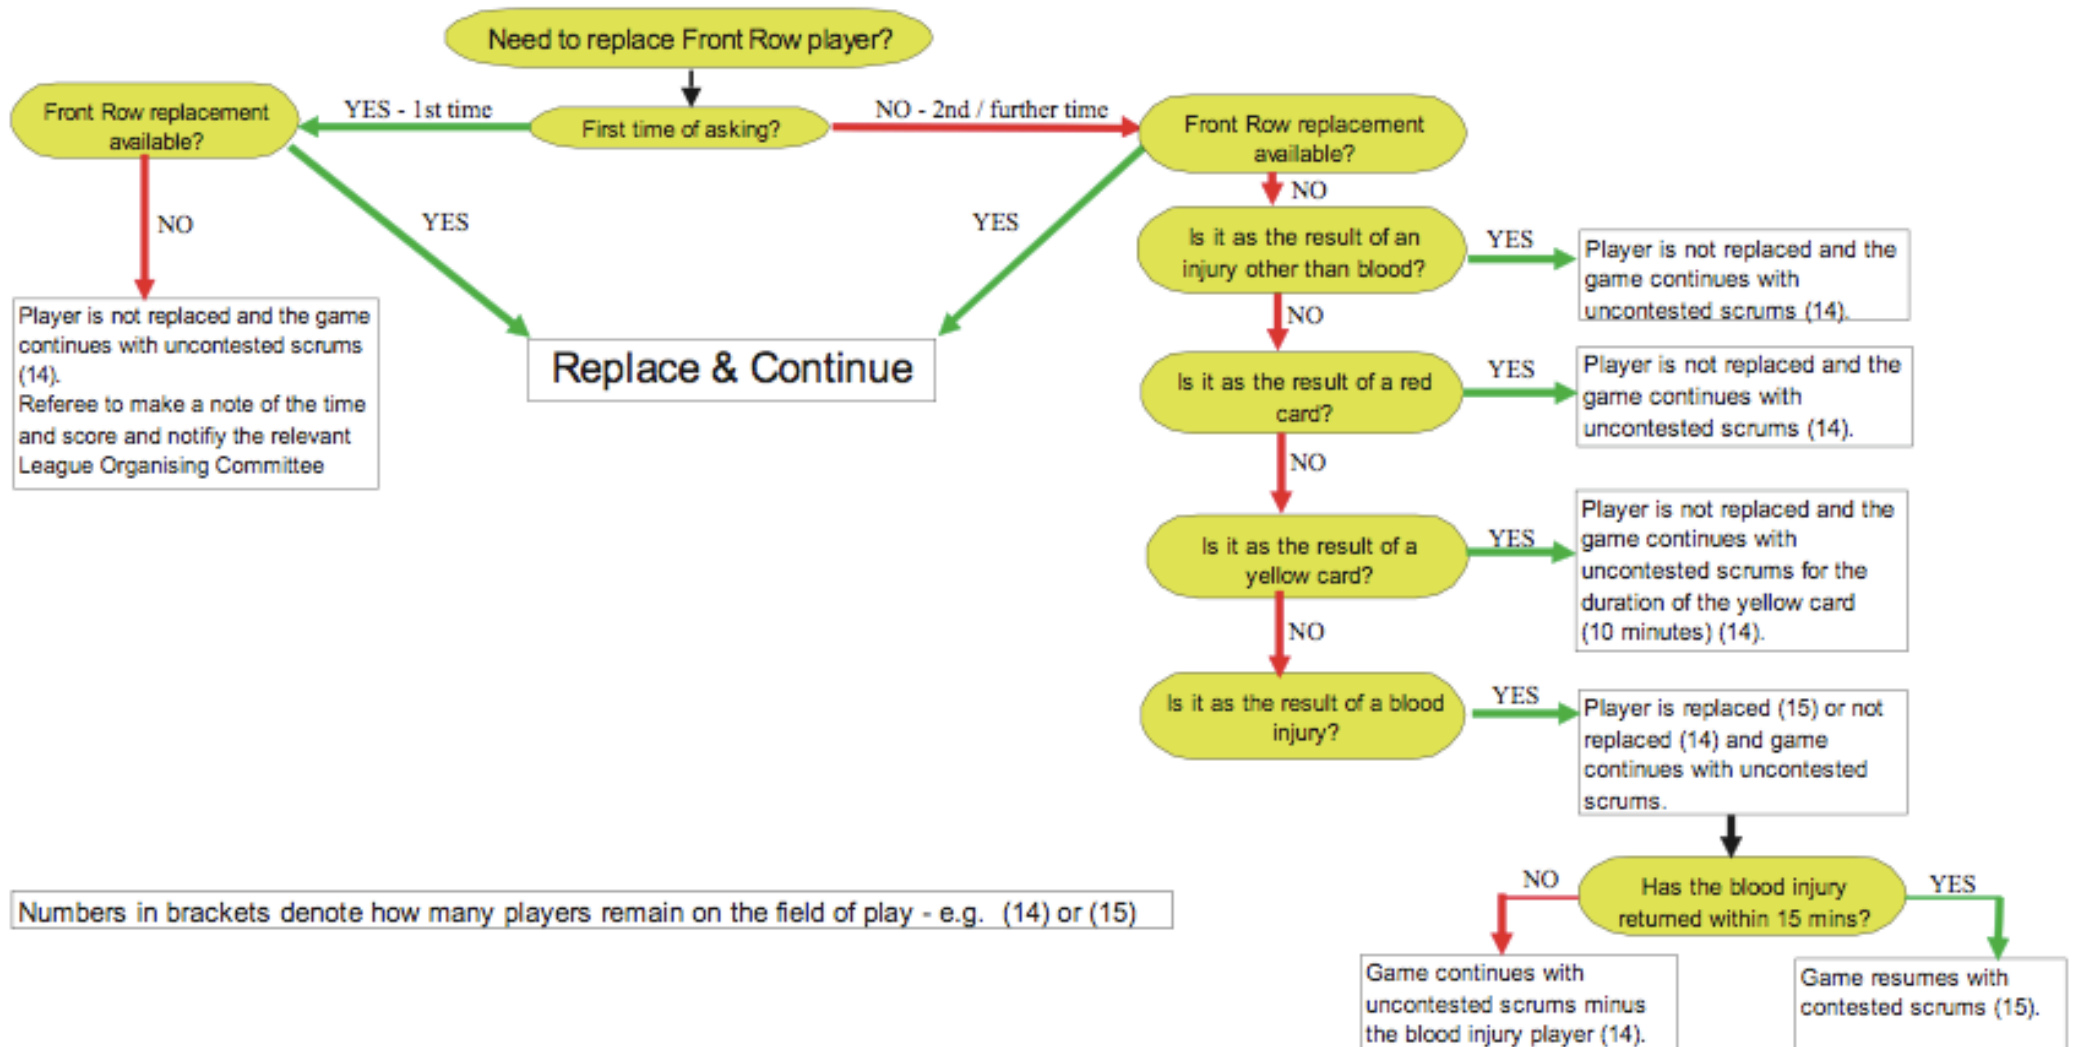 Need to replace Front Row player?
First time of asking?
YES - 1st time
NO - 2nd / further time
Front Row replacement
available?
NO
YES
Player is not replaced and the game
continues with uncontested scrums
(14).
Referee to make a note of the time
and score and notifiy the relevant
League Organising Committee
Replace & Continue
Front Row replacement
available?
YES
NO
Is it as the result of an
injury other than blood?
YES
Player is not replaced and the
game continues with
uncontested scrums (14).
NO
Is it as the result of a red
card?
YES
Player is not replaced and the
game continues with
uncontested scrums (14).
NO
Is it as the result of a
yellow card?
YES
Player is not replaced and the
game continues with
uncontested scrums for the
duration of the yellow card
(10 minutes) (14).
NO
Is it as the result of a blood
injury?
YES
Player is replaced (15) or not
replaced (14) and game
continues with uncontested
scrums.
Has the blood injury
returned within 15 mins?
NO
YES
Game continues with
uncontested scrums minus
the blood injury player (14).
Game resumes with
contested scrums (15).
Numbers in brackets denote how many players remain on the field of play - e.g. (14) or (15)